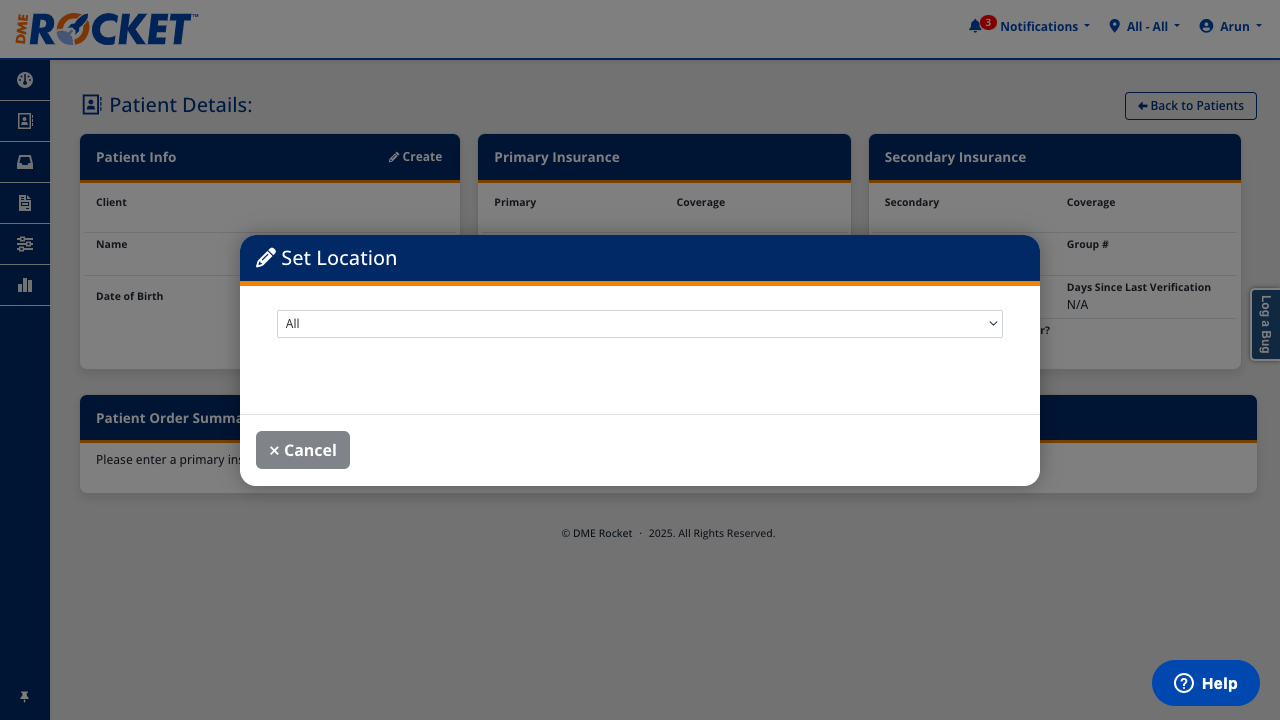 DME ROCKET™
3 Notifications
All - All
Arun
Patient Details:
Back to Patients
Patient Info
Create
Primary Insurance
Secondary Insurance
Client
Primary
Coverage
Secondary
Coverage
Name
Group #
Set Location
Date of Birth
Days Since Last Verification
N/A
All
r?
Log a Bug
Patient Order Summa
Please enter a primary ins
× Cancel
© DME Rocket · 2025. All Rights Reserved.
Help